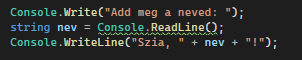 Console.Write("Add meg a neved: ");
string nev = Console.ReadLine();
Console.WriteLine("Szia, " + nev + "!");